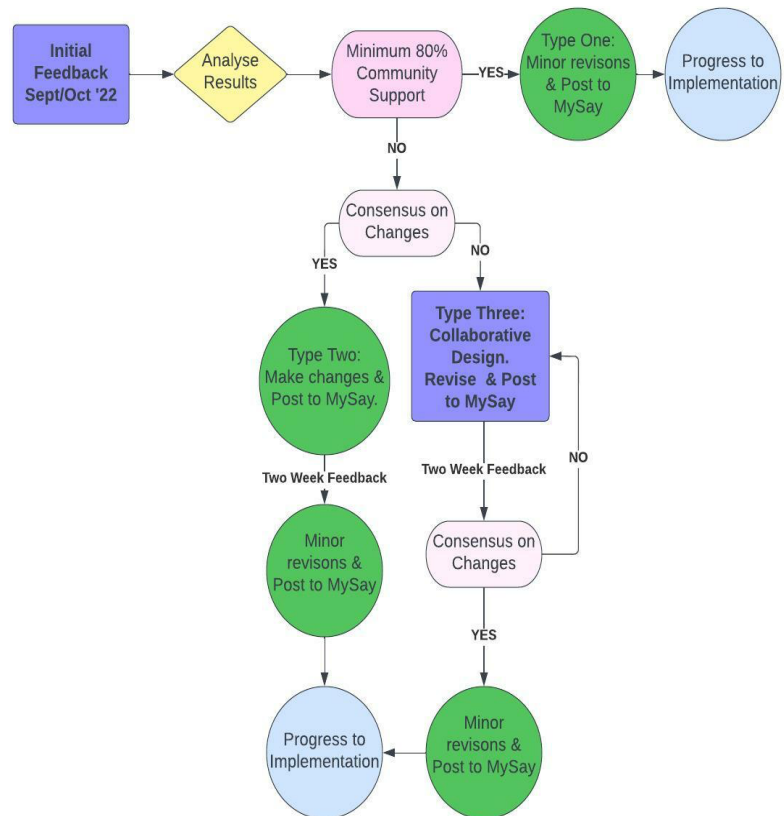 Initial
Feedback
Sept/Oct '22
Analyse
Results
Minimum 80%
Community
Support
YES
Type One:
Minor revisons
& Post to
MySay
Progress to
Implementation
NO
Consensus on
Changes
YES
NO
Type Two:
Make changes &
Post to MySay.
Type Three:
Collaborative
Design.
Revise & Post
to MySay
Two Week Feedback
Two Week Feedback
NO
Minor
revisons &
Post to MySay
Consensus on
Changes
YES
Progress to
Implementation
Minor
revisons &
Post to MySay